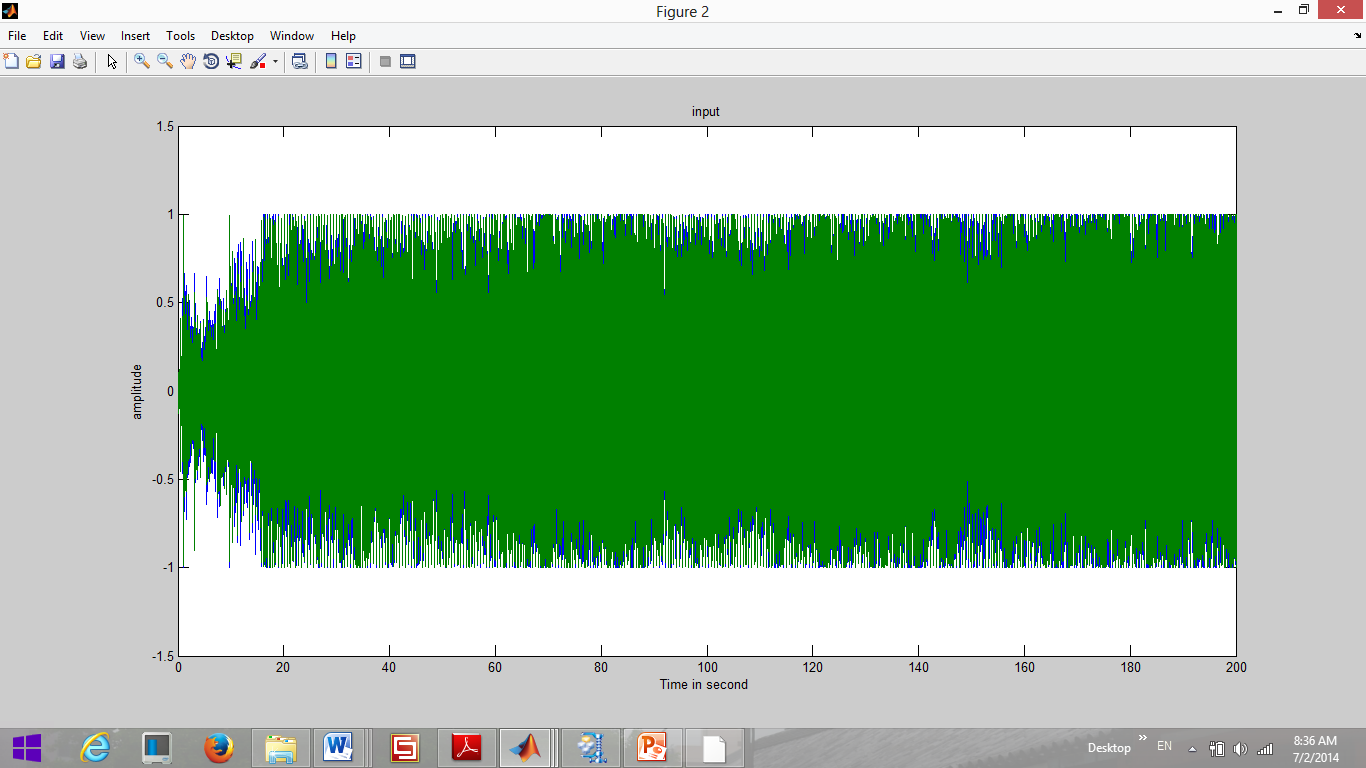 Figure 2
File Edit View Insert Tools Desktop Window Help
input
1.5
1
0.5
0
-0.5
-1
-1.5
amplitude
0 20 40 60 80 100 120 140 160 180 200
Time in second
Desktop » EN 8:36 AM
7/2/2014